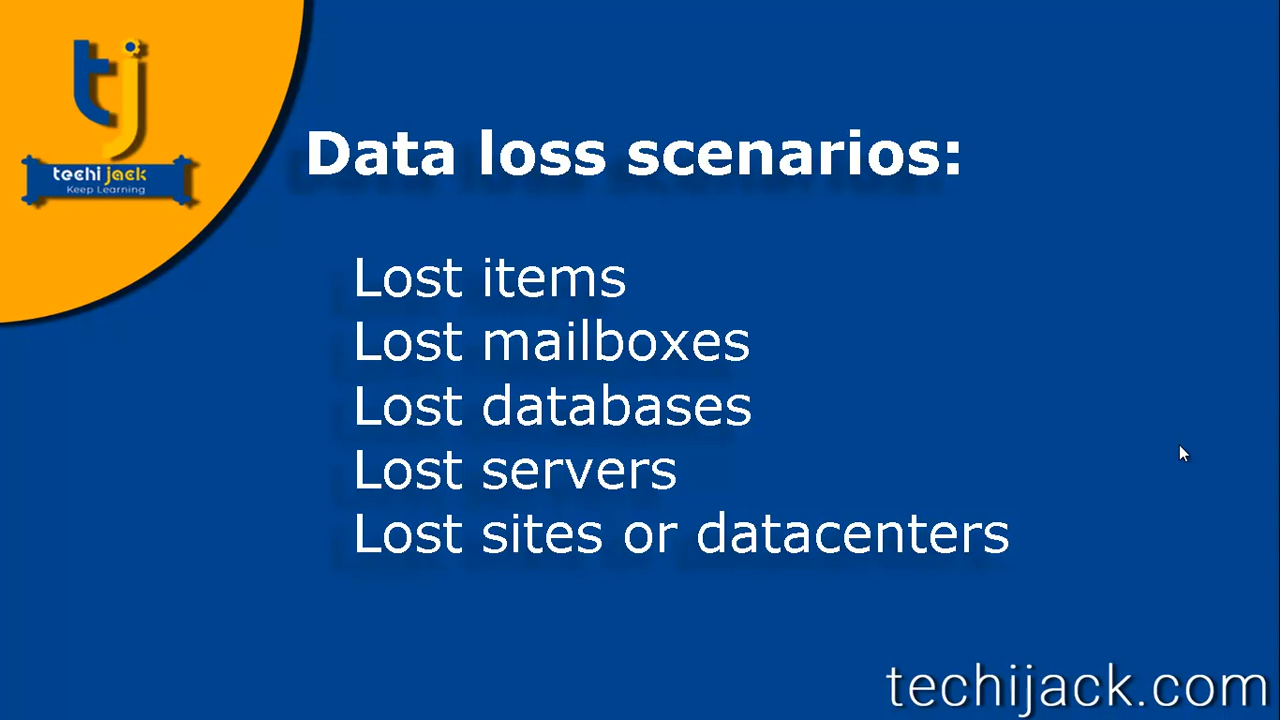 tj
techi jack
Keep Learning
Data loss scenarios:
Lost items
Lost mailboxes
Lost databases
Lost servers
Lost sites or datacenters
techijack.com